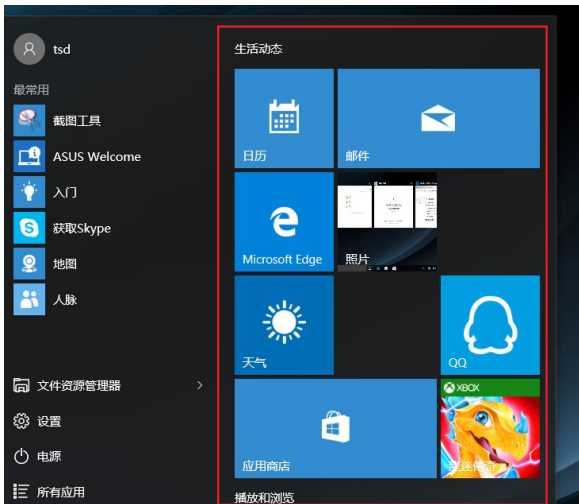 tsd
最常用
截图工具
ASUS Welcome
入门
获取Skype
地图
人脉
文件资源管理器
设置
电源
所有应用
生活动态
日历
邮件
Microsoft Edge
照片
天气
QQ
应用商店
XBOX
播放和浏览